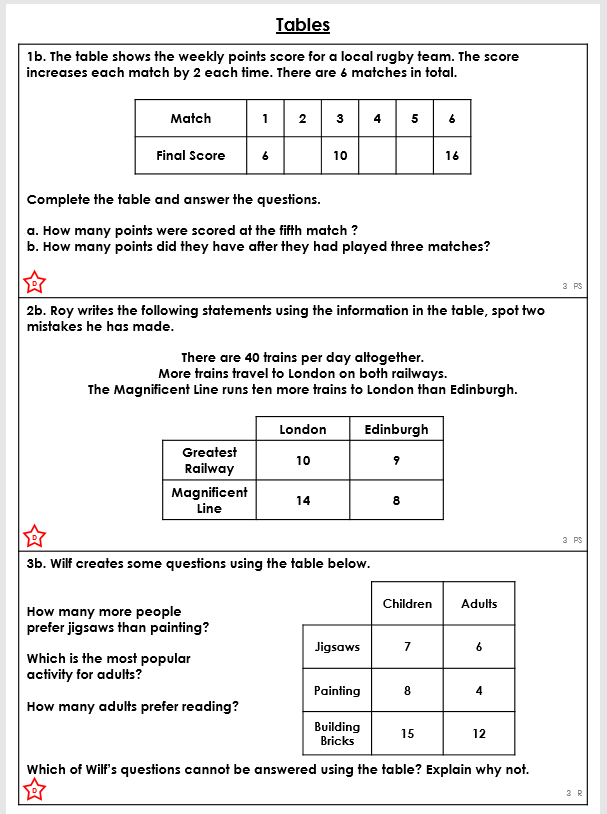 Tables
1b. The table shows the weekly points score for a local rugby team. The score
increases each match by 2 each time. There are 6 matches in total.
Match 1 2 3 4 5 6
Final Score 6 10 16
Complete the table and answer the questions.
a. How many points were scored at the fifth match ?
b. How many points did they have after they had played three matches?
D
3 PS
2b. Roy writes the following statements using the information in the table, spot two
mistakes he has made.
There are 40 trains per day altogether.
More trains travel to London on both railways.
The Magnificent Line runs ten more trains to London than Edinburgh.
London Edinburgh
Greatest
Railway
10 9
Magnificent
Line
14 8
D
3 PS
3b. Wilf creates some questions using the table below.
How many more people
prefer jigsaws than painting?
Which is the most popular
activity for adults?
How many adults prefer reading?
Children Adults
Jigsaws 7 6
Painting 8 4
Building
Bricks
15 12
Which of Wilf's questions cannot be answered using the table? Explain why not.
D
3 R